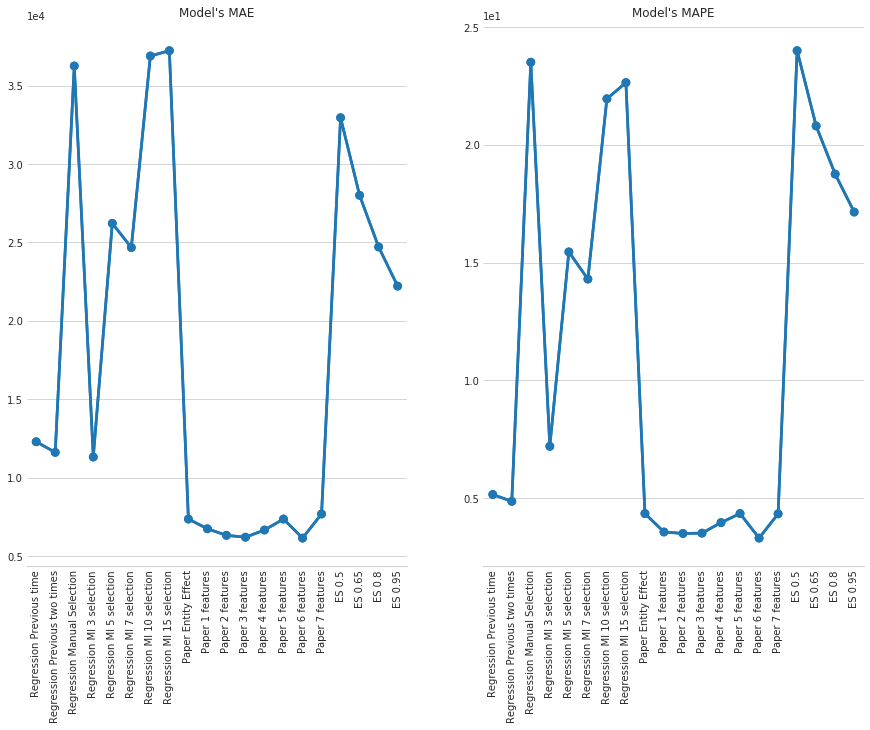 Model's MAE
1e4
3.5
3.0
2.5
2.0
1.5
1.0
0.5
Regression Previous time
Regression Previous two times
Regression Manual Selection
Regression MI 3 selection
Regression MI 5 selection
Regression MI 7 selection
Regression MI 10 selection
Regression MI 15 selection
Paper Entity Effect
Paper 1 features
Paper 2 features
Paper 3 features
Paper 4 features
Paper 5 features
Paper 6 features
Paper 7 features
ES 0.5
ES 0.65
ES 0.8
ES 0.95
Model's MAPE
1e1
2.5
2.0
1.5
1.0
0.5
Regression Previous time
Regression Previous two times
Regression Manual Selection
Regression MI 3 selection
Regression MI 5 selection
Regression MI 7 selection
Regression MI 10 selection
Regression MI 15 selection
Paper Entity Effect
Paper 1 features
Paper 2 features
Paper 3 features
Paper 4 features
Paper 5 features
Paper 6 features
Paper 7 features
ES 0.5
ES 0.65
ES 0.8
ES 0.95